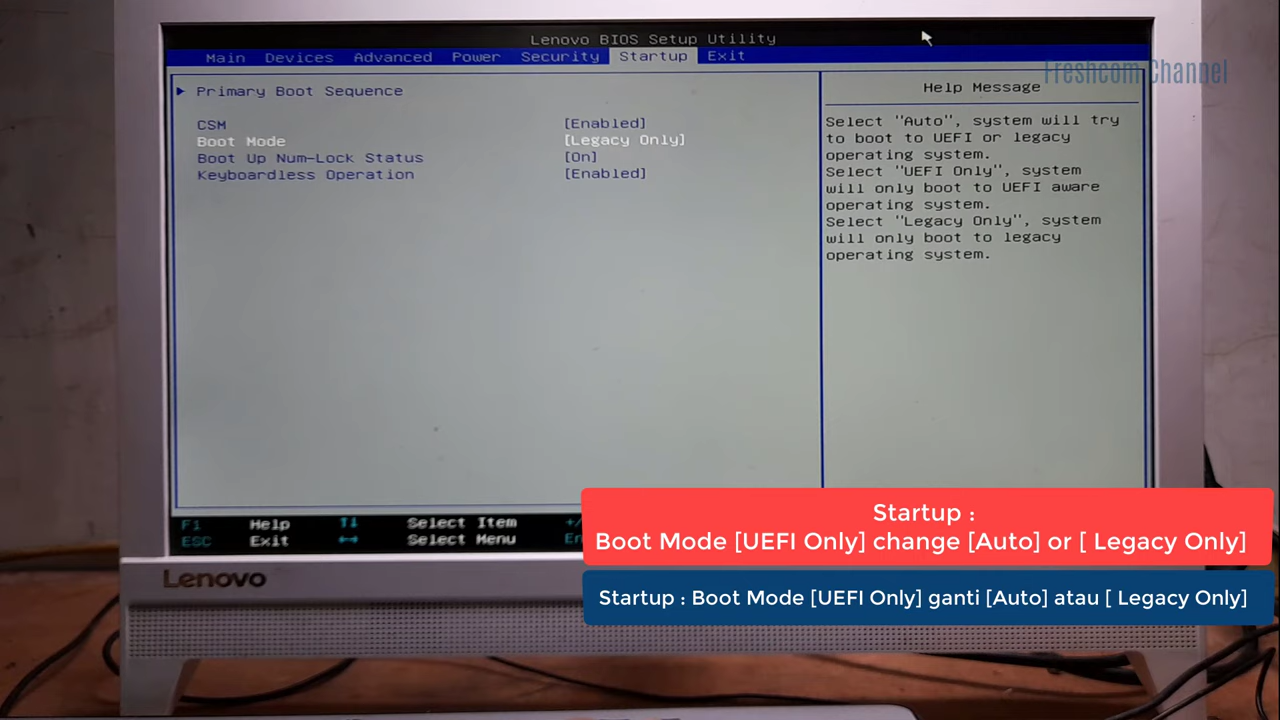 Lenovo BIOS Setup Utility
Freshcom Channel
Main Devices Advanced Power Security Startup Exit
Primary Boot Sequence
CSM [Enabled]
Boot Mode [Legacy Only]
Boot Up Num-Lock Status [On]
Keyboardless Operation [Enabled]
Help Message
Select "Auto", system will try
to boot to UEFI or legacy
operating system.
Select "UEFI Only", system
will only boot to UEFI aware
operating system.
Select "Legacy Only", system
will only boot to legacy
operating system.
F1 Help ↑↓ Select Item +/
ESC Exit ←→ Select Menu En
Lenovo
Startup :
Boot Mode [UEFI Only] change [Auto] or [ Legacy Only]
Startup : Boot Mode [UEFI Only] ganti [Auto] atau [ Legacy Only]